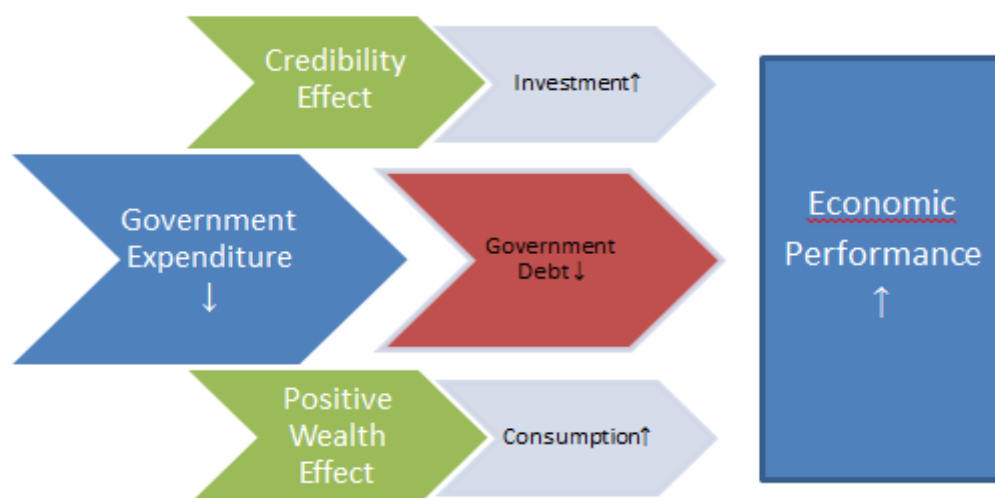 Credibility
Effect
Investment↑
Government
Expenditure
↓
Government
Debt↓
Positive
Wealth
Effect
Consumption↑
Economic
Performance
↑